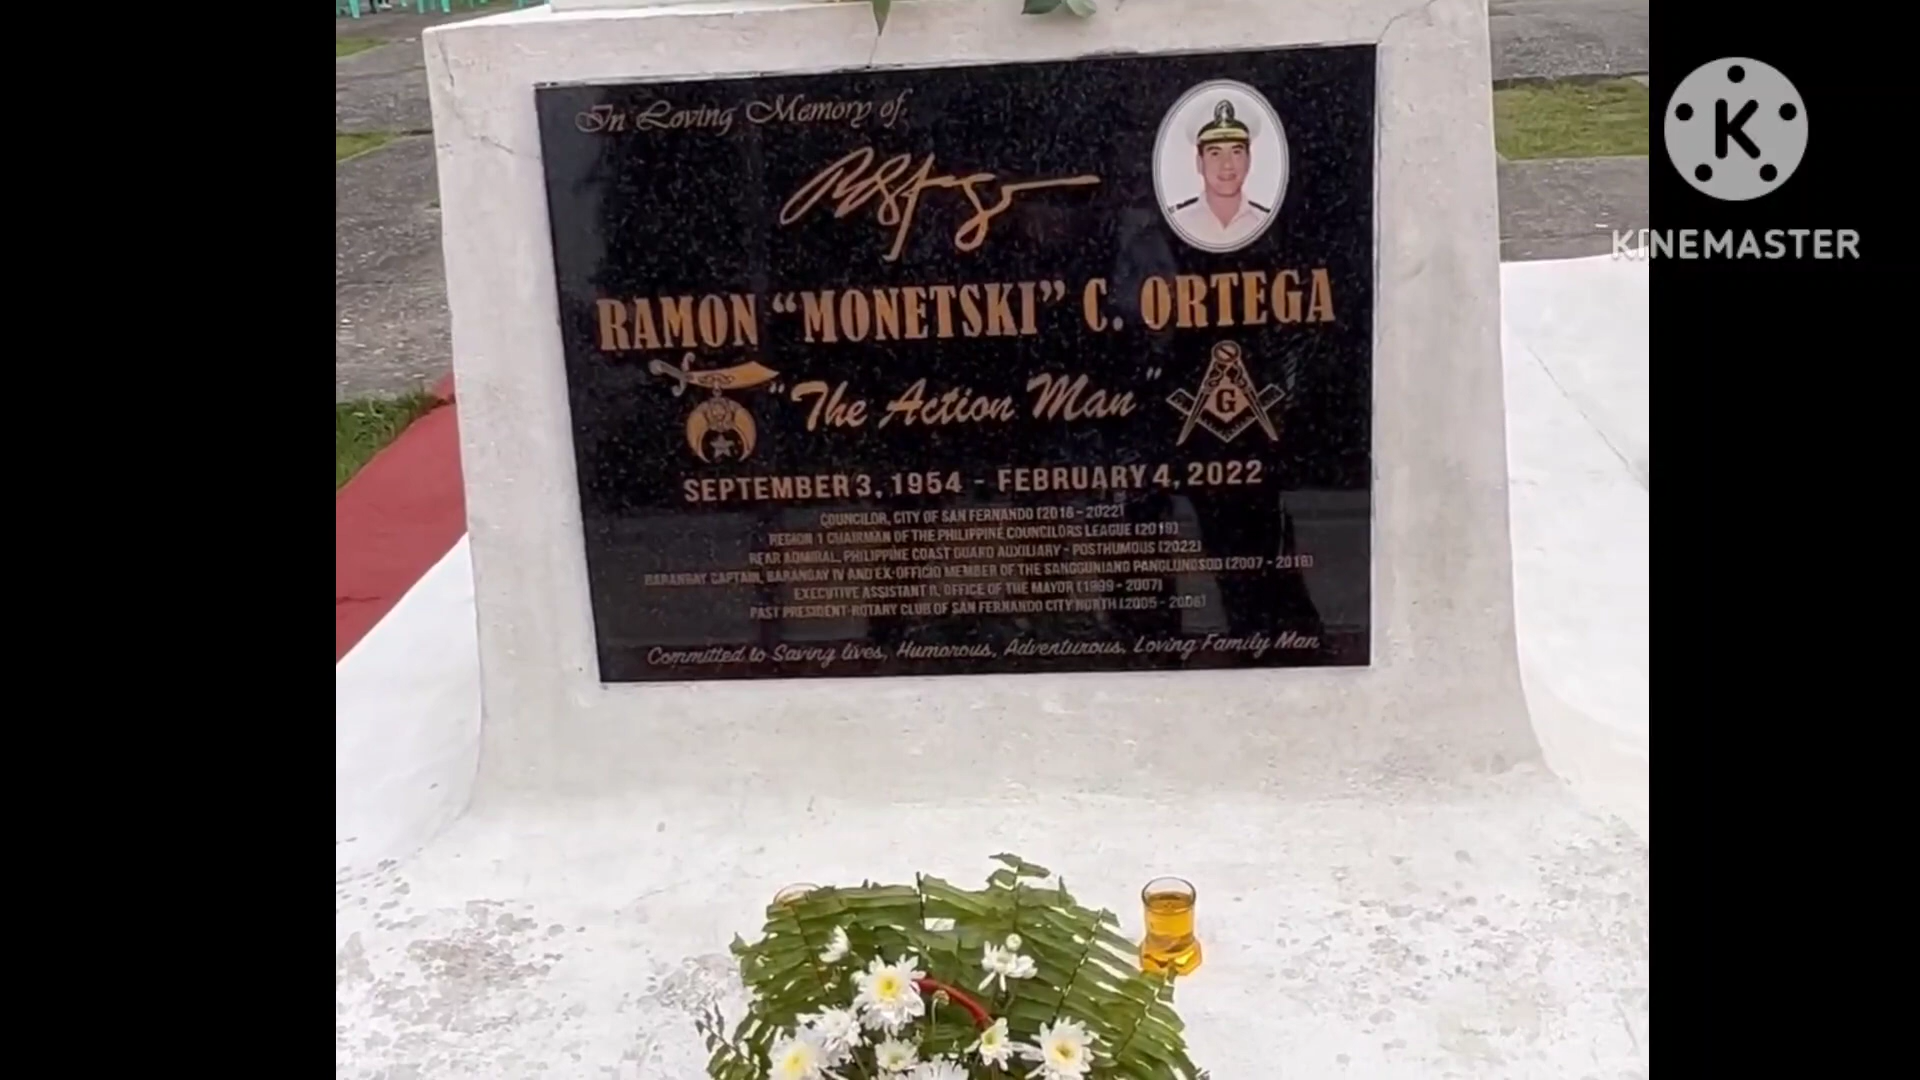 In Loving Memory of:
RAMON “MONETSKI” C. ORTEGA
"The Action Man"
G
SEPTEMBER 3, 1954 - FEBRUARY 4, 2022
COUNCILOR, CITY OF SAN FERNANDO (2016 - 2022)
REGION 1 CHAIRMAN OF THE PHILIPPINE COUNCILORS LEAGUE (2019)
REAR ADMIRAL, PHILIPPINE COAST GUARD AUXILIARY - POSTHUMOUS (2022)
BARANGAY CAPTAIN, BARANGAY IV AND EX-OFFICIO MEMBER OF THE SANGGUNIANG PANGLUNGSOD (2007 - 2016)
EXECUTIVE ASSISTANT II, OFFICE OF THE MAYOR (1999 - 2007)
PAST PRESIDENT-ROTARY CLUB OF SAN FERNANDO CITY NORTH (2005 - 2006)
Committed to Saving lives, Humorous, Adventurous, Loving Family Man
K
KINEMASTER